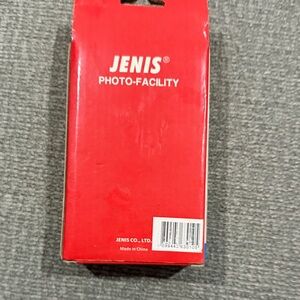 JENIS®
PHOTO-FACILITY
JENIS CO., LTD.
Made in China